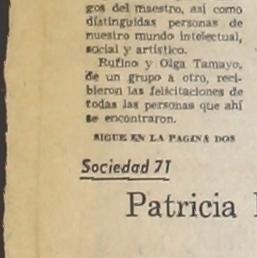 gos del maestro, así como
distinguidas personas de
nuestro mundo intelectual,
social y artístico.
Rufino y Olga Tamayo,
de un grupo a otro, reci-
bieron las felicitaciones de
todas las personas que ahí
se encontraron.
SIGUE EN LA PAGINA DOS
Sociedad 71
Patricia